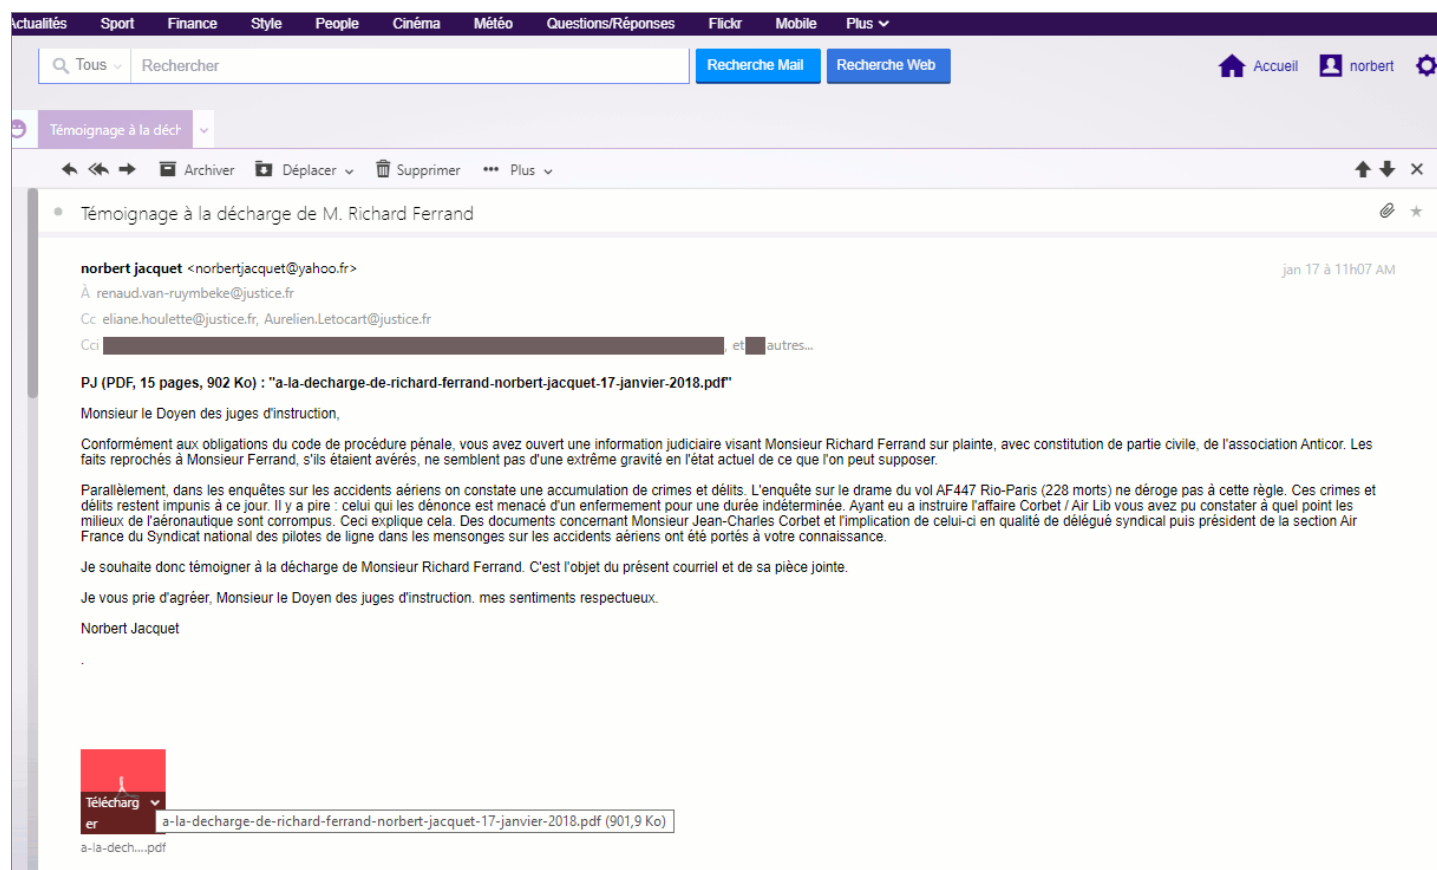 Actualités Sport Finance Style People Cinéma Météo Questions/Réponses Flickr Mobile Plus
Tous Rechercher Recherche Mail Recherche Web Accueil norbert
Témoignage à la déch
Archiver Déplacer Supprimer ••• Plus
Témoignage à la décharge de M. Richard Ferrand
norbert jacquet <norbertjacquet@yahoo.fr> jan 17 à 11h07 AM
À renaud.van-ruymbeke@justice.fr
Cc eliane.houlette@justice.fr, Aurelien.Letocart@justice.fr
Cci , et autres...
PJ (PDF, 15 pages, 902 Ko) : "a-la-decharge-de-richard-ferrand-norbert-jacquet-17-janvier-2018.pdf"
Monsieur le Doyen des juges d'instruction,
Conformément aux obligations du code de procédure pénale, vous avez ouvert une information judiciaire visant Monsieur Richard Ferrand sur plainte, avec constitution de partie civile, de l'association Anticor. Les
faits reprochés à Monsieur Ferrand, s'ils étaient avérés, ne semblent pas d'une extrême gravité en l'état actuel de ce que l'on peut supposer.
Parallèlement, dans les enquêtes sur les accidents aériens on constate une accumulation de crimes et délits. L'enquête sur le drame du vol AF447 Rio-Paris (228 morts) ne déroge pas à cette règle. Ces crimes et
délits restent impunis à ce jour. Il y a pire : celui qui les dénonce est menacé d'un enfermement pour une durée indéterminée. Ayant eu a instruire l'affaire Corbet / Air Lib vous avez pu constater à quel point les
milieux de l'aéronautique sont corrompus. Ceci explique cela. Des documents concernant Monsieur Jean-Charles Corbet et l'implication de celui-ci en qualité de délégué syndical puis président de la section Air
France du Syndicat national des pilotes de ligne dans les mensonges sur les accidents aériens ont été portés à votre connaissance.
Je souhaite donc témoigner à la décharge de Monsieur Richard Ferrand. C'est l'objet du présent courriel et de sa pièce jointe.
Je vous prie d'agréer, Monsieur le Doyen des juges d'instruction. mes sentiments respectueux.
Norbert Jacquet
.
Télécharg
er
a-la-decharge-de-richard-ferrand-norbert-jacquet-17-janvier-2018.pdf (901,9 Ko)
a-la-dech....pdf